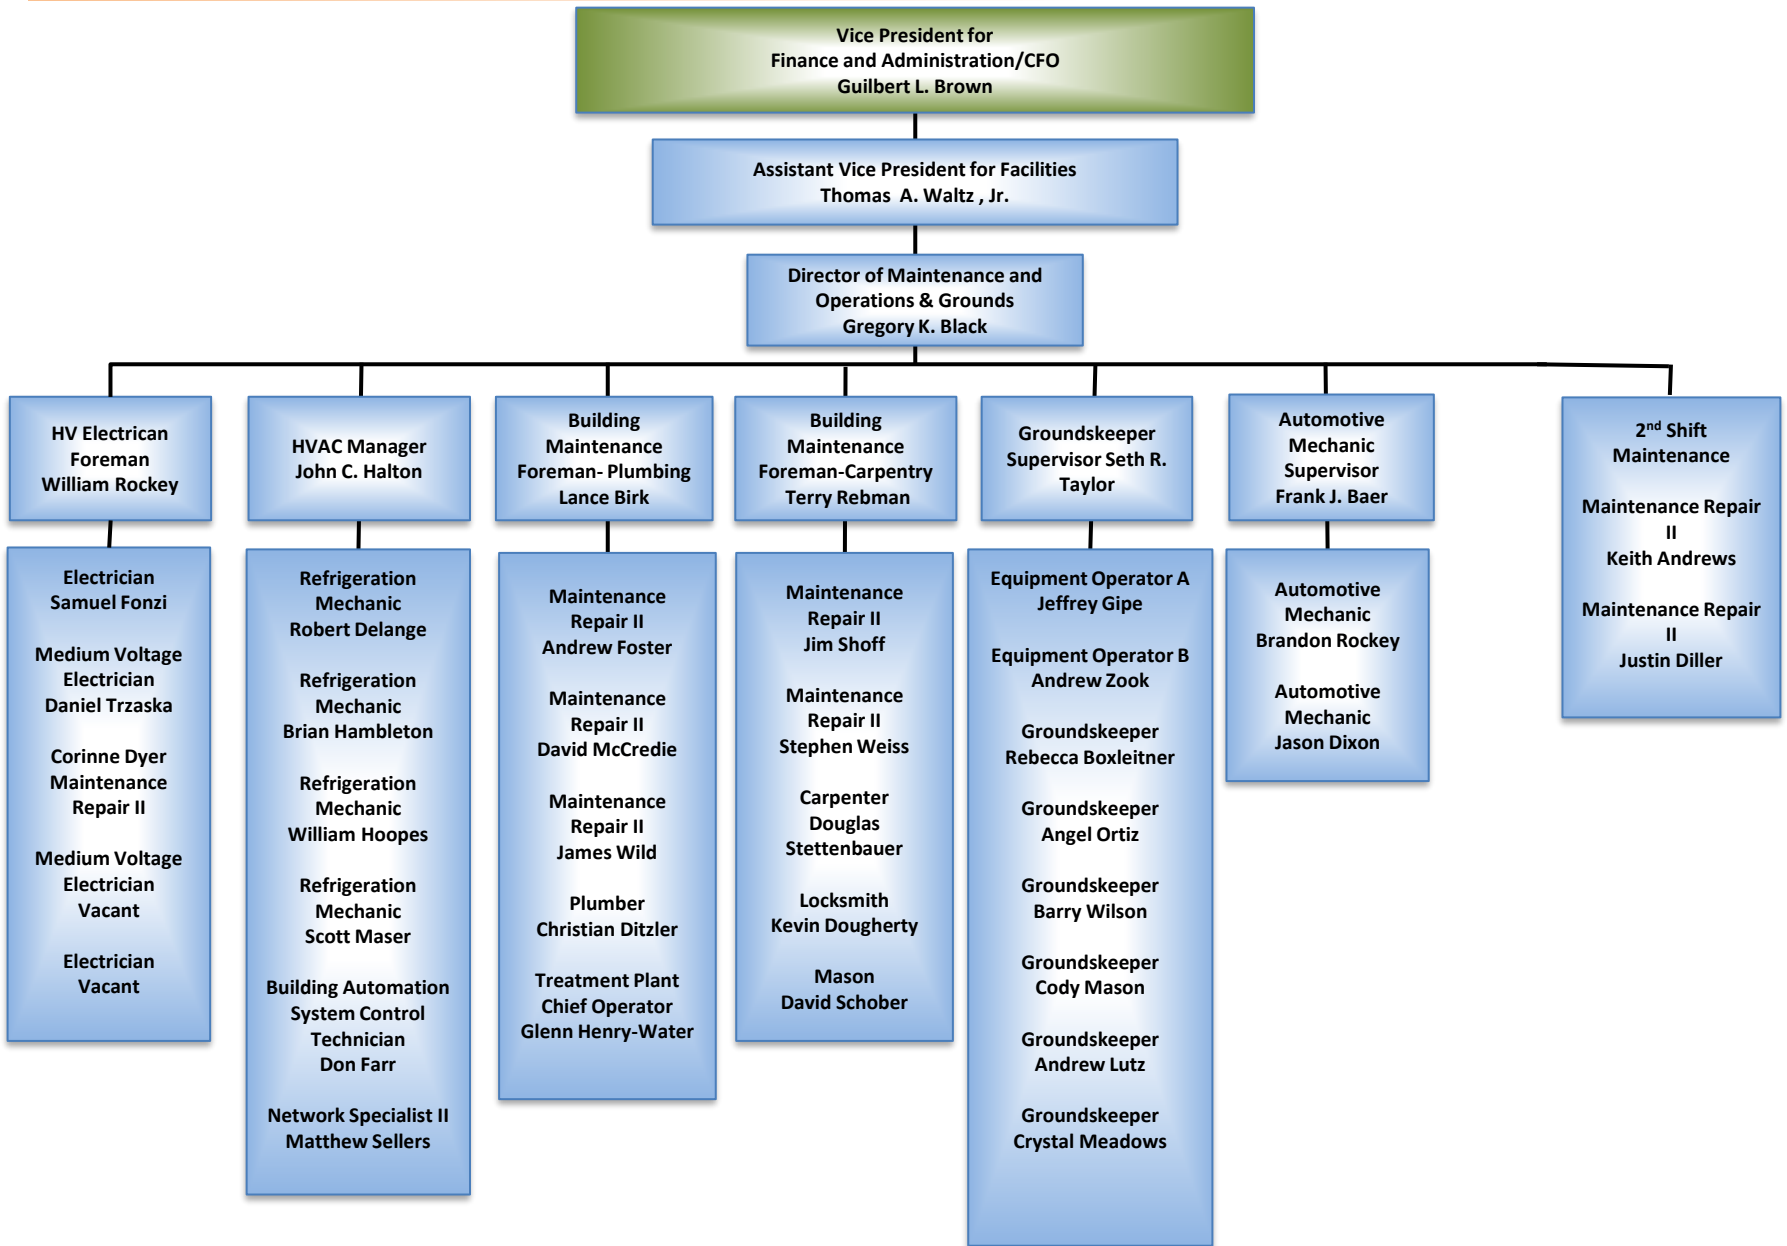 Vice President for
Finance and Administration/CFO
Guilbert L. Brown
Assistant Vice President for Facilities
Thomas A. Waltz , Jr.
Director of Maintenance and
Operations & Grounds
Gregory K. Black
HV Electrican
Foreman
William Rockey
HVAC Manager
John C. Halton
Building
Maintenance
Foreman- Plumbing
Lance Birk
Building
Maintenance
Foreman-Carpentry
Terry Rebman
Groundskeeper
Supervisor Seth R.
Taylor
Automotive
Mechanic
Supervisor
Frank J. Baer
2nd Shift
Maintenance
Maintenance Repair
II
Keith Andrews
Maintenance Repair
II
Justin Diller
Electrician
Samuel Fonzi
Medium Voltage
Electrician
Daniel Trzaska
Corinne Dyer
Maintenance
Repair II
Medium Voltage
Electrician
Vacant
Electrician
Vacant
Refrigeration
Mechanic
Robert Delange
Refrigeration
Mechanic
Brian Hambleton
Refrigeration
Mechanic
William Hoopes
Refrigeration
Mechanic
Scott Maser
Building Automation
System Control
Technician
Don Farr
Network Specialist II
Matthew Sellers
Maintenance
Repair II
Andrew Foster
Maintenance
Repair II
David McCredie
Maintenance
Repair II
James Wild
Plumber
Christian Ditzler
Treatment Plant
Chief Operator
Glenn Henry-Water
Maintenance
Repair II
Jim Shoff
Maintenance
Repair II
Stephen Weiss
Carpenter
Douglas
Stettenbauer
Locksmith
Kevin Dougherty
Mason
David Schober
Equipment Operator A
Jeffrey Gipe
Equipment Operator B
Andrew Zook
Groundskeeper
Rebecca Boxleitner
Groundskeeper
Angel Ortiz
Groundskeeper
Barry Wilson
Groundskeeper
Cody Mason
Groundskeeper
Andrew Lutz
Groundskeeper
Crystal Meadows
Automotive
Mechanic
Brandon Rockey
Automotive
Mechanic
Jason Dixon